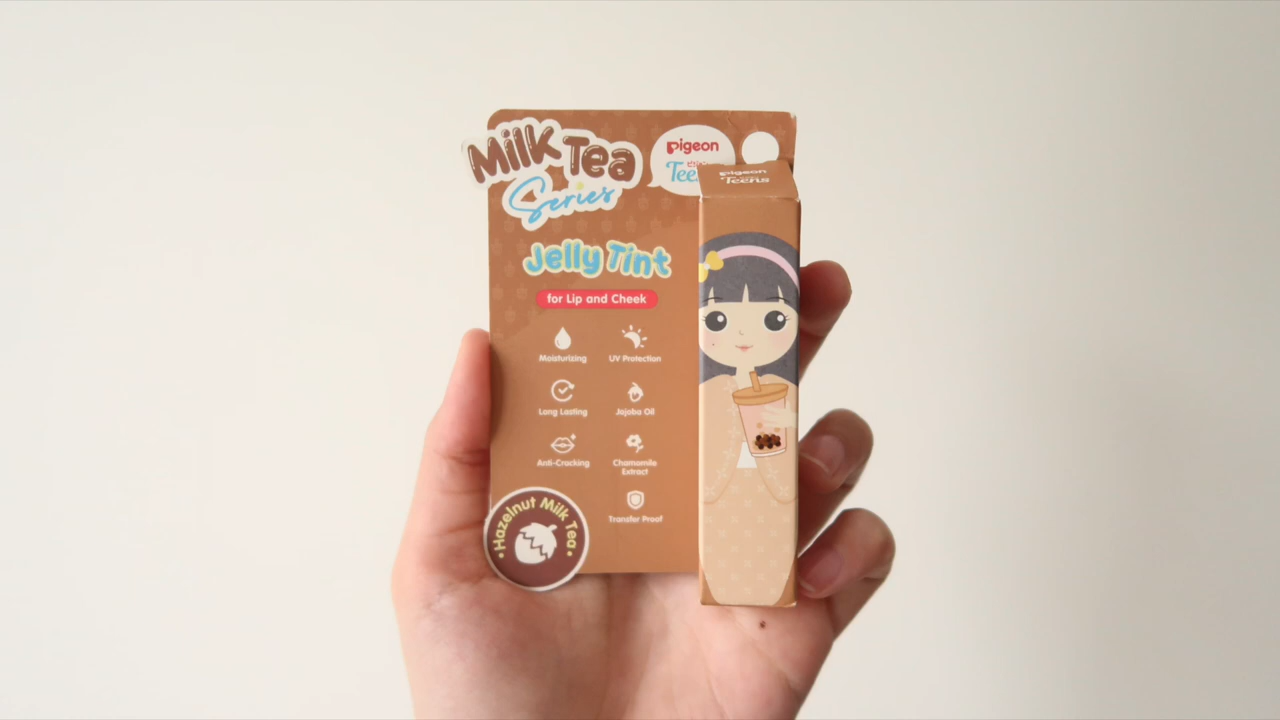 Milk Tea
Series
pigeon
Jelly Tint
for Lip and Cheek
Moisturizing
UV Protection
Long Lasting
Jojoba Oil
Anti-Cracking
Chamomile
Extract
Transfer Proof
Hazelnut Milk Tea
pigeon
Teens